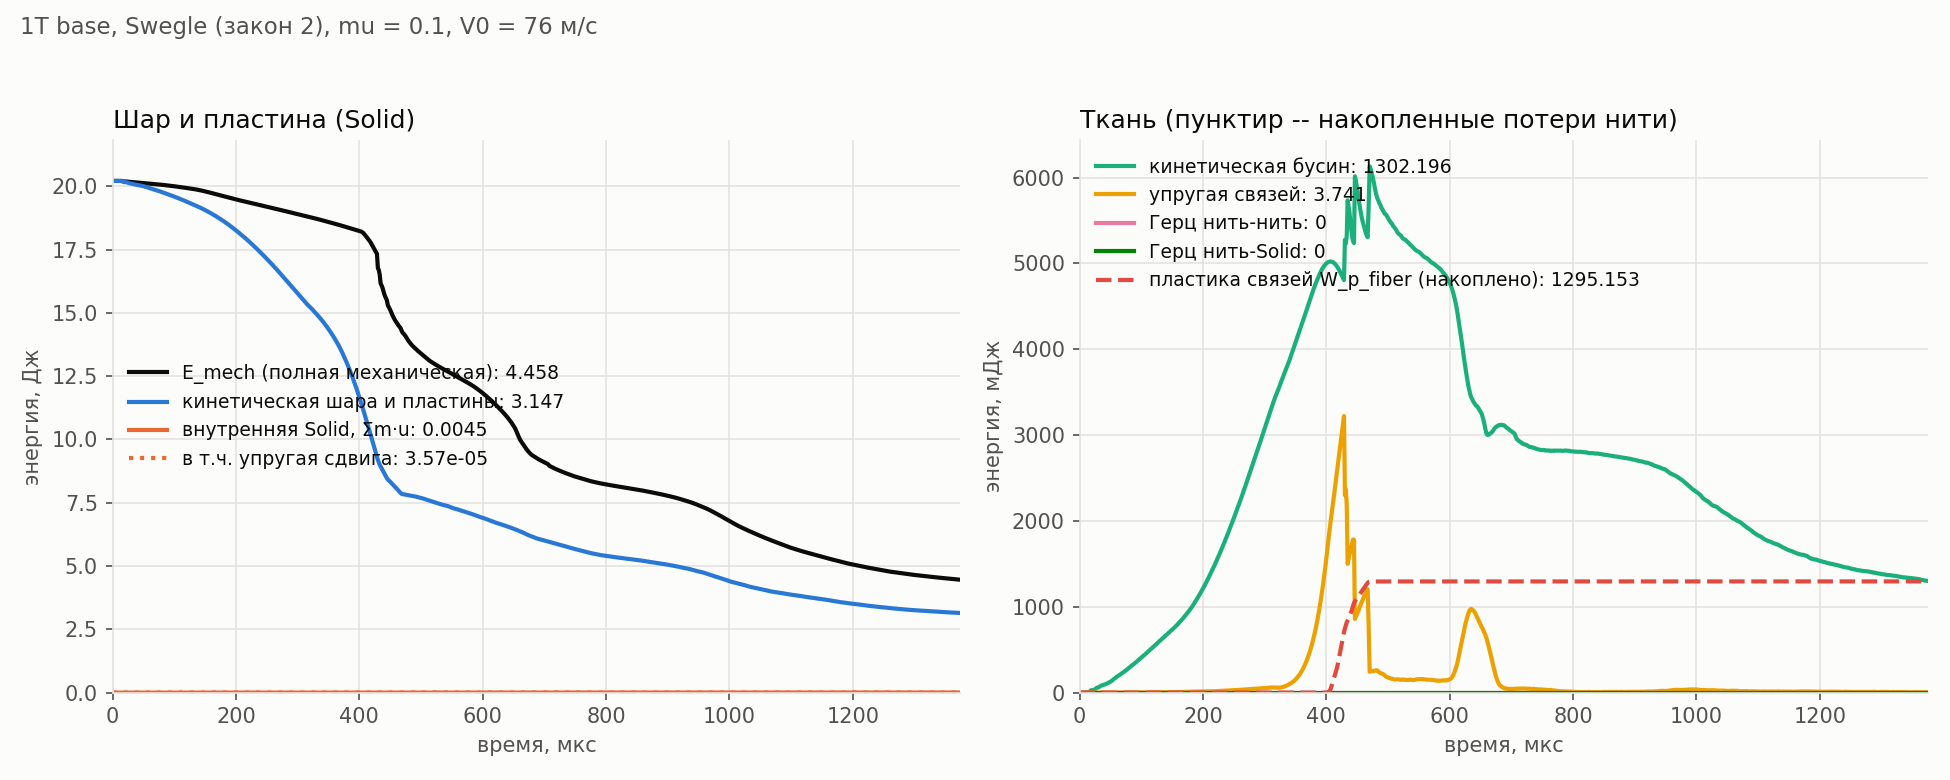 1T base, Swegle (закон 2), mu = 0.1, V0 = 76 м/с
Шар и пластина (Solid)
энергия, Дж
20.0
17.5
15.0
12.5
10.0
7.5
5.0
2.5
0.0
E_mech (полная механическая): 4.458
кинетическая шара и пластины: 3.147
внутренняя Solid, Σm·u: 0.0045
в т.ч. упругая сдвига: 3.57e-05
0 200 400 600 800 1000 1200
время, мкс
Ткань (пунктир -- накопленные потери нити)
энергия, мДж
6000
5000
4000
3000
2000
1000
0
кинетическая бусин: 1302.196
упругая связей: 3.741
Герц нить-нить: 0
Герц нить-Solid: 0
пластика связей W_p_fiber (накоплено): 1295.153
0 200 400 600 800 1000 1200
время, мкс